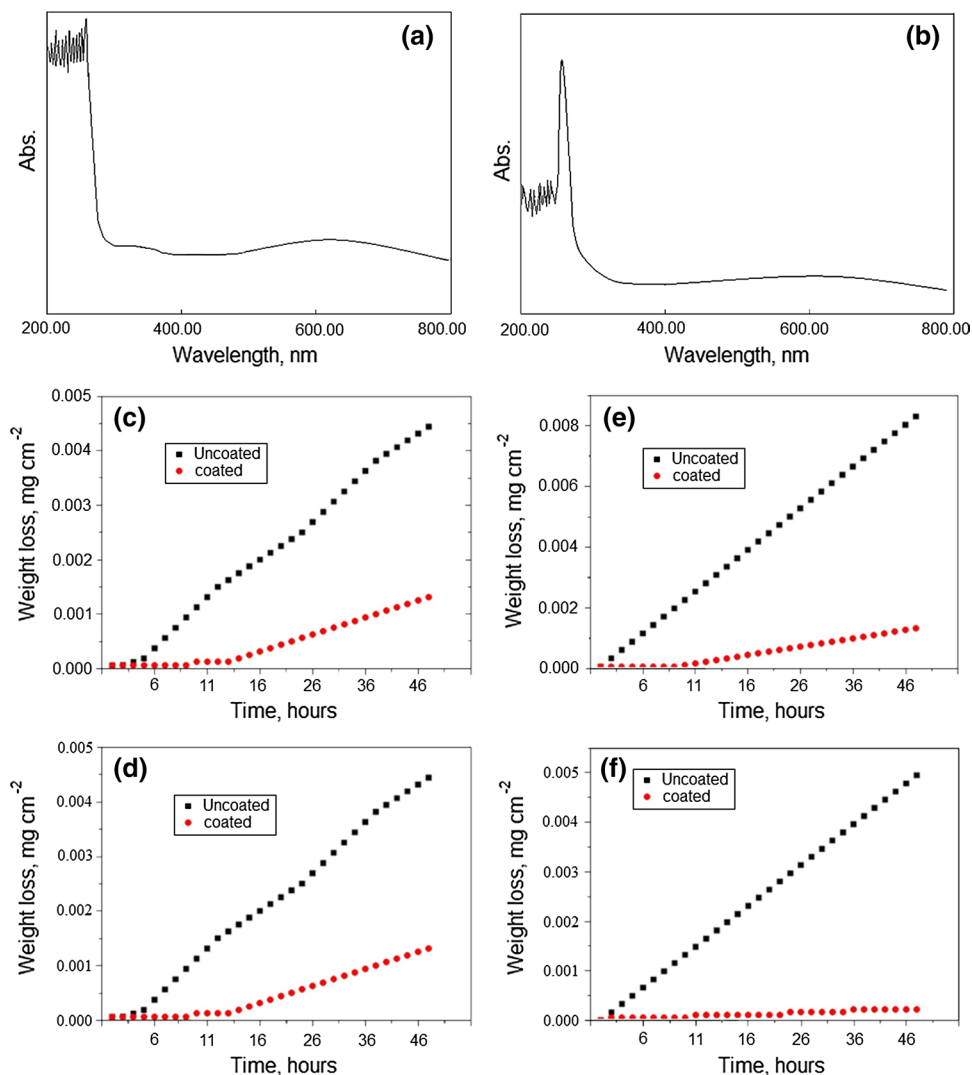 (a)
Abs.
200.00 400.00 600.00 800.00
Wavelength, nm
(b)
Abs.
200.00 400.00 600.00 800.00
Wavelength, nm
(c)
Uncoated
coated
Weight loss, mg cm⁻²
0.005
0.004
0.003
0.002
0.001
0.000
6 11 16 26 36 46
Time, hours
(e)
Uncoated
coated
Weight loss, mg cm⁻²
0.008
0.006
0.004
0.002
0.000
6 11 16 26 36 46
Time, hours
(d)
Uncoated
coated
Weight loss, mg cm⁻²
0.005
0.004
0.003
0.002
0.001
0.000
6 11 16 26 36 46
Time, hours
(f)
Uncoated
coated
Weight loss, mg cm⁻²
0.005
0.004
0.003
0.002
0.001
0.000
6 11 16 26 36 46
Time, hours